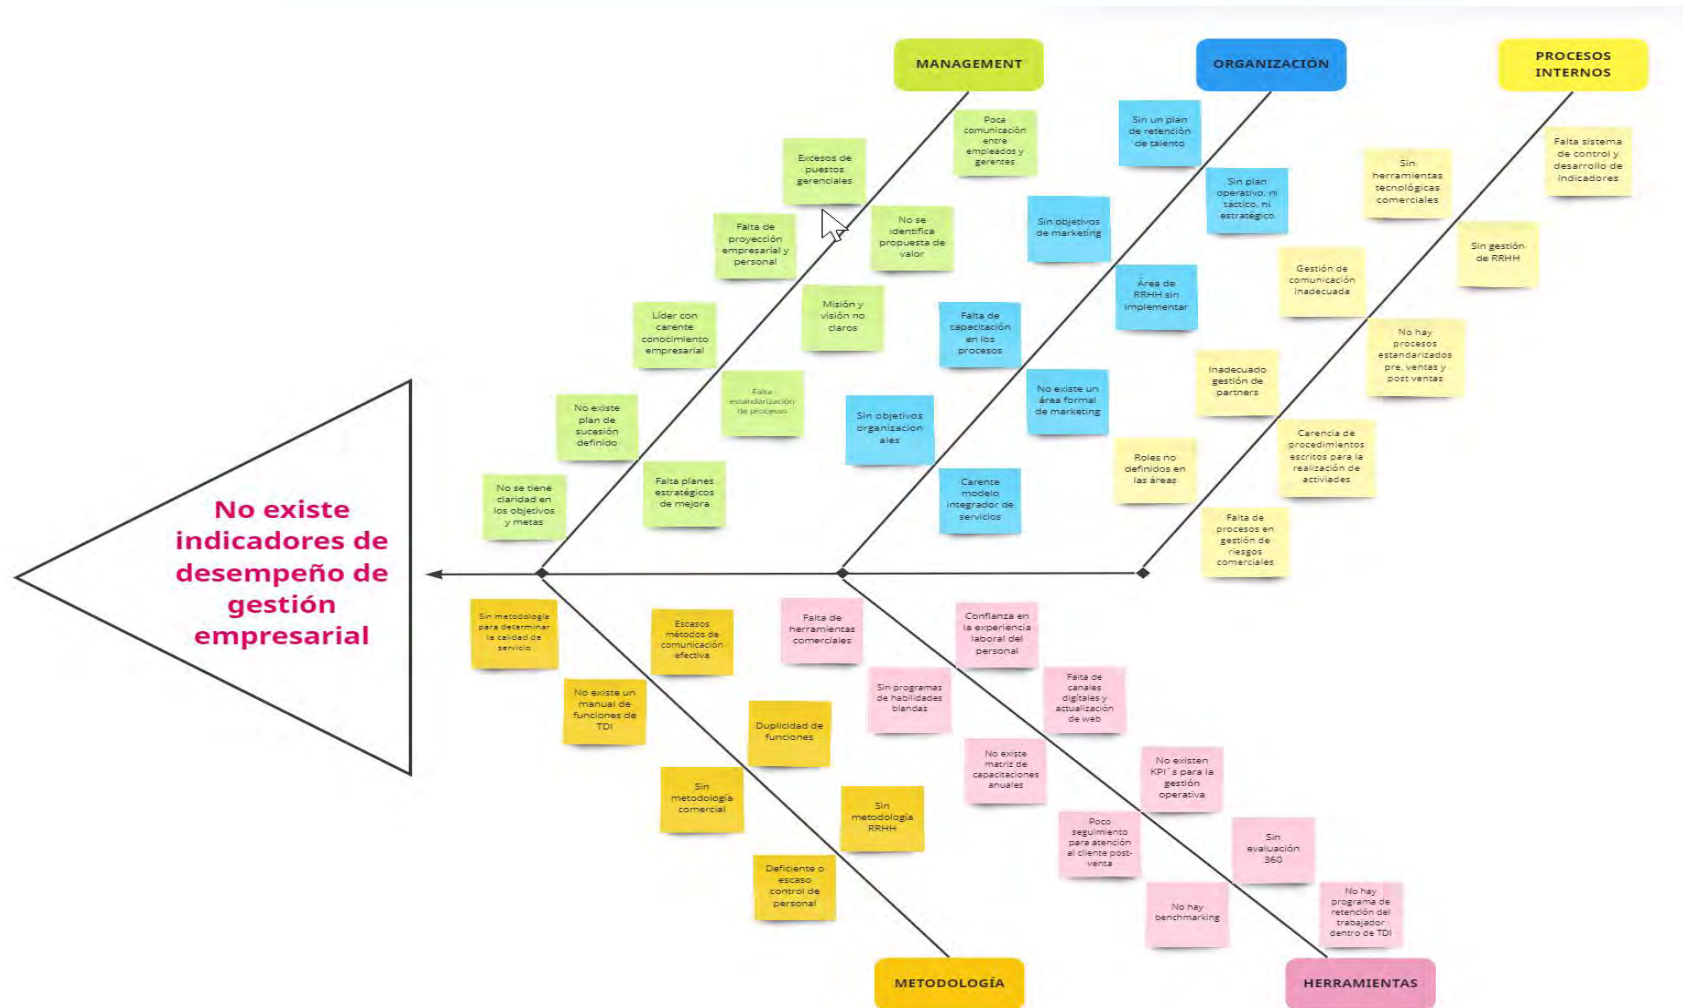 MANAGEMENT
ORGANIZACIÓN
PROCESOS
INTERNOS
Poca
comunicación
entre
empleados y
gerentes
Excesos de
puestos
gerenciales
No se
identifica
propuesta de
valor
Falta de
proyección
empresarial y
personal
Misión y
visión no
claros
Líder con
carente
conocimiento
empresarial
Falta
estandarización
de procesos
No existe
plan de
sucesión
definido
Falta planes
estratégicos
de mejora
No se tiene
claridad en
los objetivos
y metas
Sin un plan
de retención
de talento
Sin plan
operativo, ni
táctico, ni
estratégico
Sin objetivos
de marketing
Área de
RRHH sin
implementar
Falta de
capacitación
en los
procesos
No existe un
área formal
de marketing
Sin objetivos
organizacion
ales
Carente
modelo
integrador de
servicios
Falta sistema
de control y
desarrollo de
indicadores
Sin
herramientas
tecnológicas
comerciales
Sin gestión
de RRHH
Gestión de
comunicación
inadecuada
No hay
procesos
estandarizados
pre, ventas y
post ventas
Inadecuado
gestión de
partners
Carencia de
procedimientos
escritos para la
realización de
activiades
Roles no
definidos en
las áreas
Falta de
procesos en
gestión de
riesgos
comerciales
No existe
indicadores de
desempeño de
gestión
empresarial
Sin metodología
para determinar
la calidad de
servicio
Escasos
métodos de
comunicación
efectiva
No existe un
manual de
funciones de
TDI
Duplicidad de
funciones
Sin
metodología
comercial
Sin
metodología
RRHH
Deficiente o
escaso
control de
personal
Falta de
herramientas
comerciales
Confianza en
la experiencia
laboral del
personal
Sin programas
de habilidades
blandas
Falta de
canales
digitales y
actualización
de web
No existe
matriz de
capacitaciones
anuales
No existen
KPI´s para la
gestión
operativa
Poco
seguimiento
para atención
al cliente post-
venta
Sin
evaluación
360
No hay
benchmarking
No hay
programa de
retención del
trabajador
dentro de TDI
METODOLOGÍA
HERRAMIENTAS